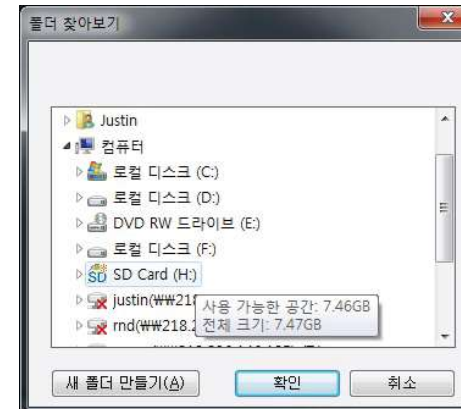 폴더 찾아보기
Justin
컴퓨터
로컬 디스크 (C:)
로컬 디스크 (D:)
DVD RW 드라이브 (E:)
로컬 디스크 (F:)
SD Card (H:)
justin(₩₩218
rnd(₩₩218.2
사용 가능한 공간: 7.46GB
전체 크기: 7.47GB
새 폴더 만들기(A)
확인
취소